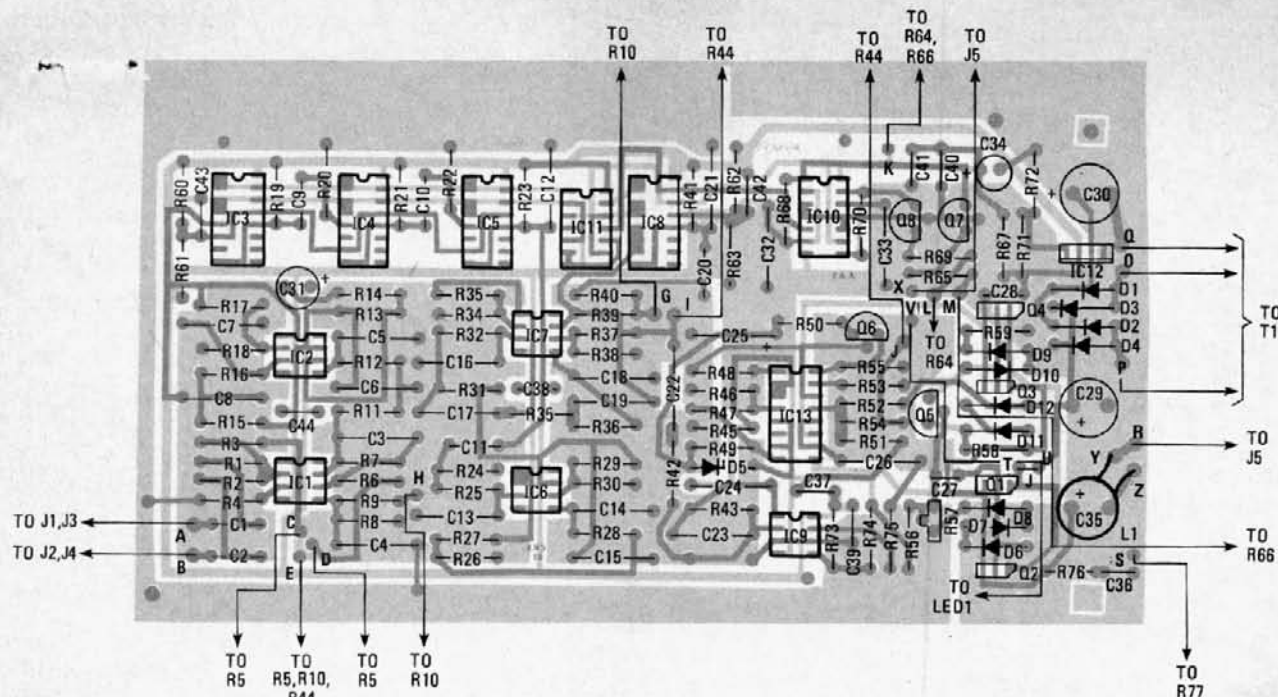 TO R10
TO R44
TO R44
TO R64, R66
TO J5
R60
C43
IC3
R19
C9
R20
IC4
R21
C10
R22
IC5
R23
C12
IC11
IC8
R41
C21
R62
C42
R68
IC10
R70
K
C41
C40
+
C34
R72
+
C30
R61
C20
R63
C32
C33
Q8
Q7
R69
R65
R67
R71
IC12
Q
O
C31
+
G
I
X
V
L
M
C28
Q4
D1
D3
D2
D4
P
TO T1
R17
C7
R18
R16
C8
R15
R3
R1
R2
R4
IC2
C44
IC1
R14
R13
C5
R12
C6
R11
C3
R7
R6
R9
R8
C4
R35
R34
R32
C16
R31
C17
C11
R24
R25
C13
R27
R26
H
IC7
C38
R35
IC6
R40
R39
R37
R38
C18
C19
R36
R29
R30
R28
C15
C25
+
C22
R42
R48
R46
R47
R45
R49
D5
C24
R43
C23
R50
Q6
IC13
J
R55
R53
R52
R54
R51
C26
Q5
TO R64
R59
D9
D10
Q3
D12
D11
R58
C29
+
T
U
Q1
J
C27
R57
D8
D7
D6
Q2
R
TO J5
Y
Z
+
C35
L1
S
R76
C36
C37
IC9
R73
C39
R74
R75
R56
TO J1,J3
A
C1
TO J2,J4
B
C2
C
D
E
TO R66
TO LED1
TO R5
TO R5,R10,
R44
TO R5
TO R10
TO R77